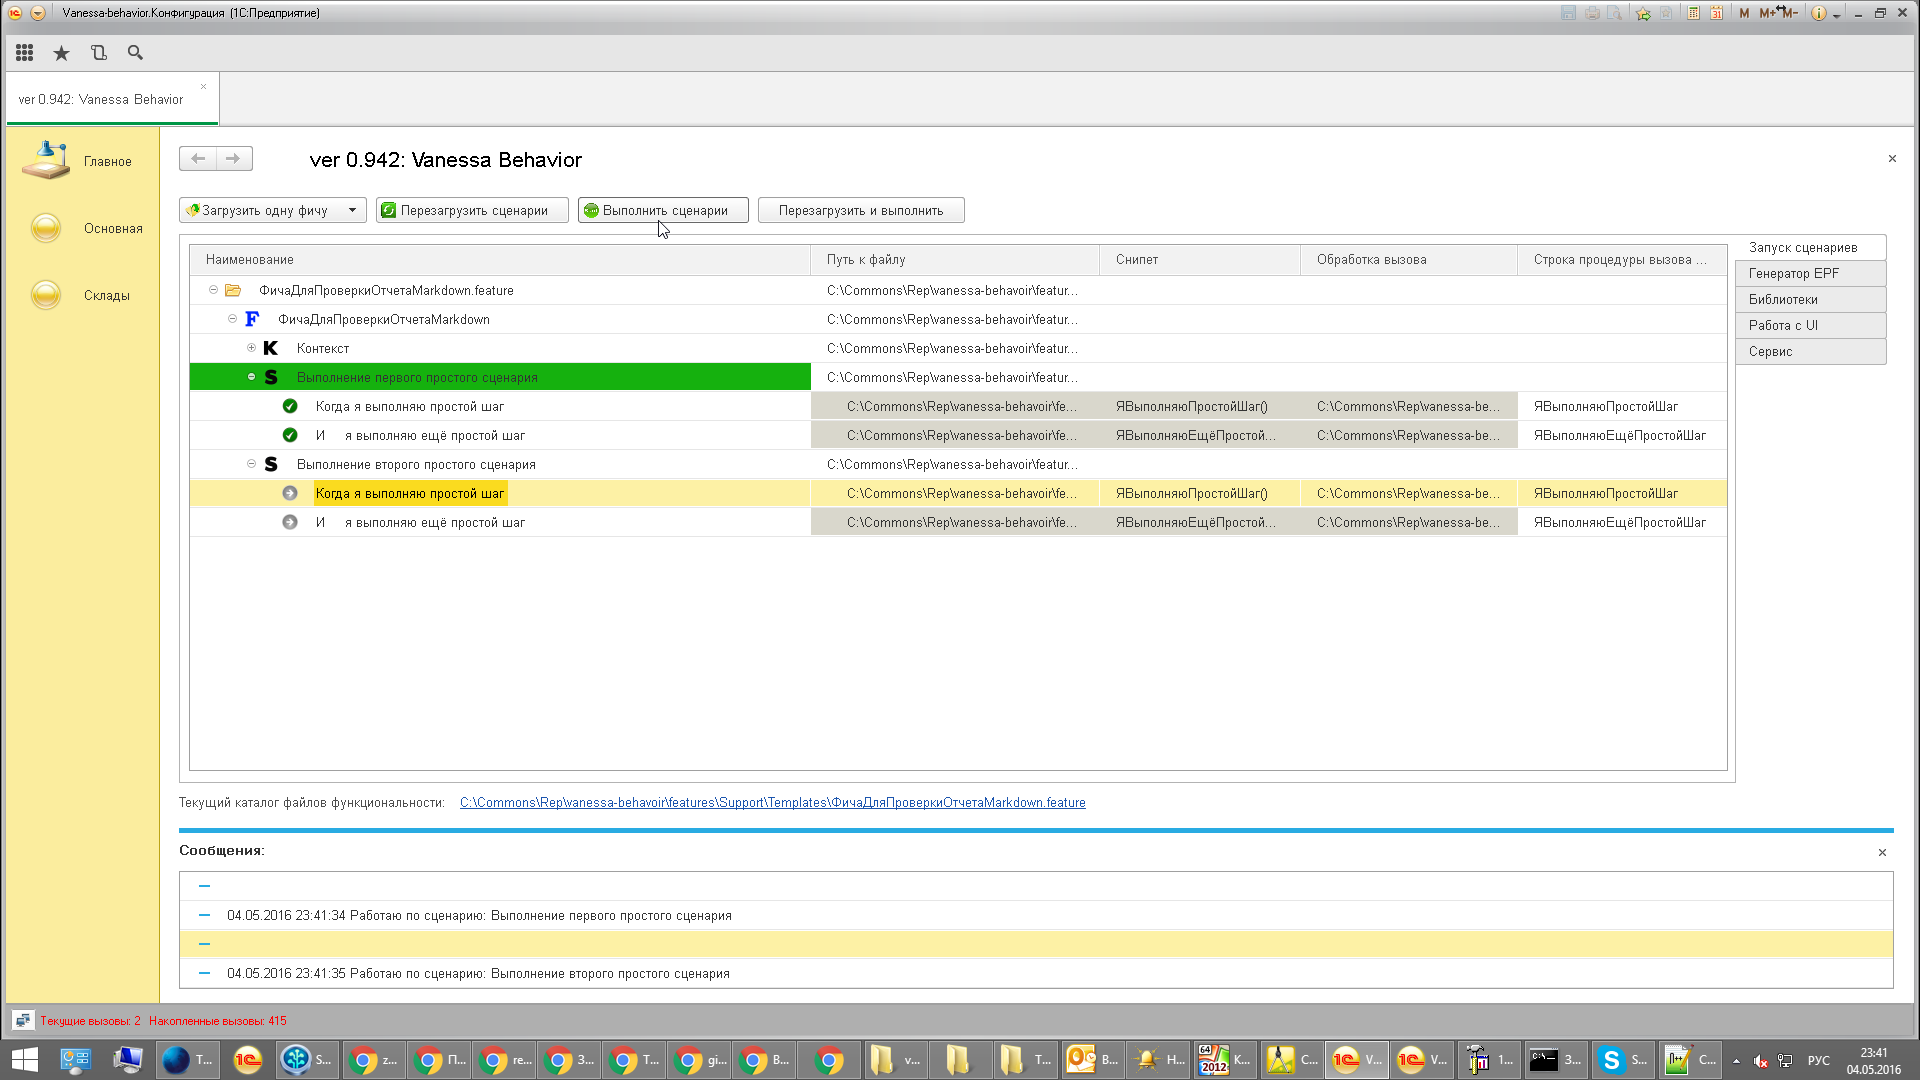 Vanessa-behavior.Конфигурация (1С:Предприятие)
M M+ M-
ver 0.942: Vanessa Behavior
Главное
Основная
Склады
ver 0.942: Vanessa Behavior
Загрузить одну фичу
Перезагрузить сценарии
Выполнить сценарии
Перезагрузить и выполнить
Наименование Путь к файлу Снипет Обработка вызова Строка процедуры вызова ...
ФичаДляПроверкиОтчетаMarkdown.feature C:\Commons\Rep\vanessa-behavoir\featur...
F ФичаДляПроверкиОтчетаMarkdown C:\Commons\Rep\vanessa-behavoir\featur...
K Контекст C:\Commons\Rep\vanessa-behavoir\featur...
S Выполнение первого простого сценария C:\Commons\Rep\vanessa-behavoir\featur...
Когда я выполняю простой шаг C:\Commons\Rep\vanessa-behavoir\fe... ЯВыполняюПростойШаг() C:\Commons\Rep\vanessa-be... ЯВыполняюПростойШаг
И я выполняю ещё простой шаг C:\Commons\Rep\vanessa-behavoir\fe... ЯВыполняюЕщёПростой... C:\Commons\Rep\vanessa-be... ЯВыполняюЕщёПростойШаг
S Выполнение второго простого сценария C:\Commons\Rep\vanessa-behavoir\featur...
Когда я выполняю простой шаг C:\Commons\Rep\vanessa-behavoir\fe... ЯВыполняюПростойШаг() C:\Commons\Rep\vanessa-be... ЯВыполняюПростойШаг
И я выполняю ещё простой шаг C:\Commons\Rep\vanessa-behavoir\fe... ЯВыполняюЕщёПростой... C:\Commons\Rep\vanessa-be... ЯВыполняюЕщёПростойШаг
Запуск сценариев
Генератор EPF
Библиотеки
Работа с UI
Сервис
Текущий каталог файлов функциональности: C:\Commons\Rep\vanessa-behavoir\features\Support\Templates\ФичаДляПроверкиОтчетаMarkdown.feature
Сообщения:
04.05.2016 23:41:34 Работаю по сценарию: Выполнение первого простого сценария
04.05.2016 23:41:35 Работаю по сценарию: Выполнение второго простого сценария
Текущие вызовы: 2 Накопленные вызовы: 415
T... S... z... П... re... З... T... gi... B... v... T... B... Н... К... С... V... V... 1... З... S... С... РУС
23:41
04.05.2016